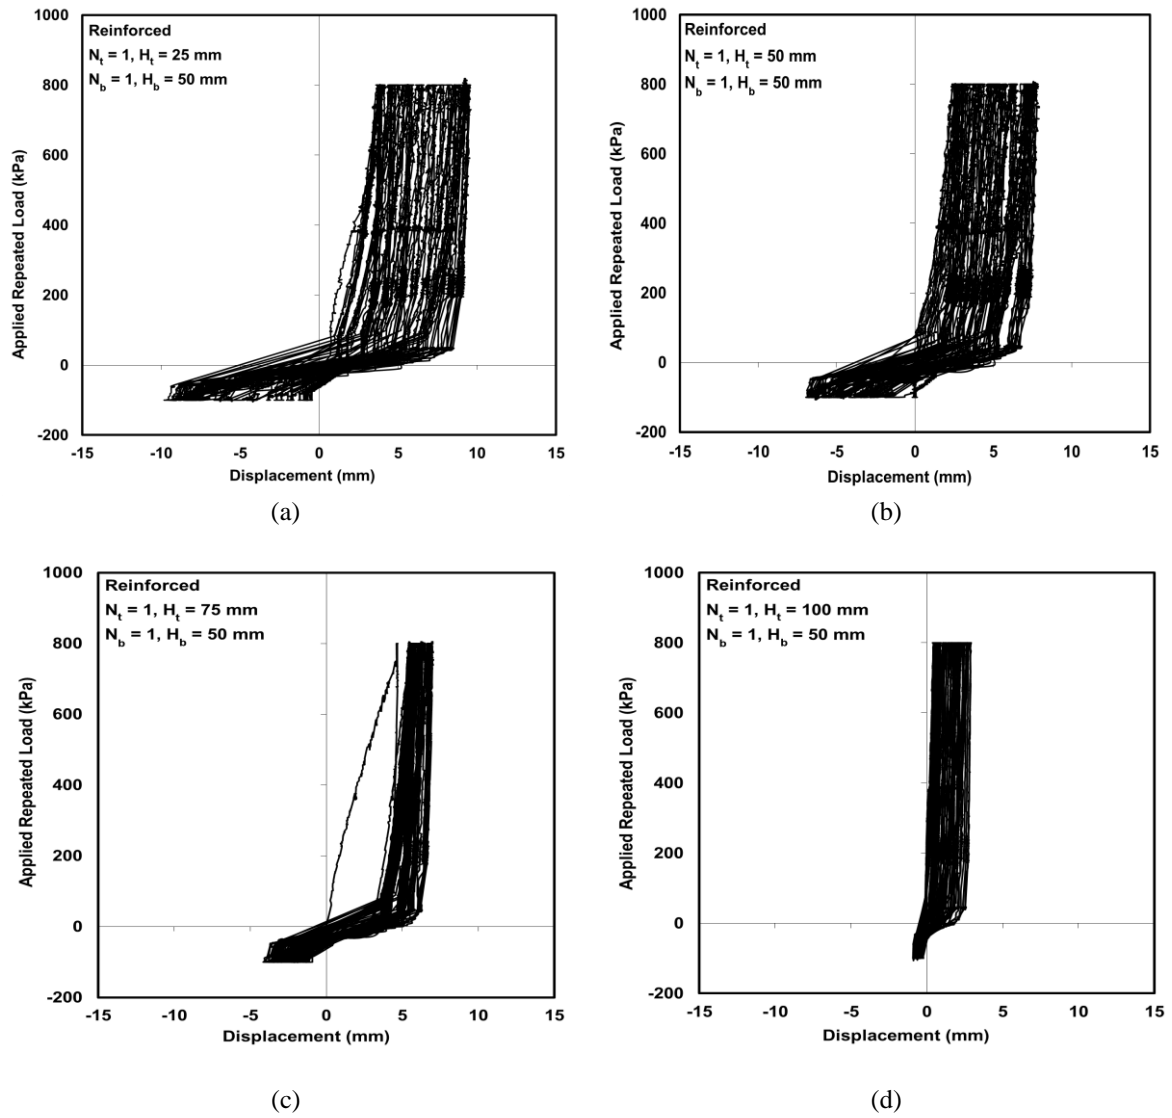 Reinforced
N_t = 1, H_t = 25 mm
N_b = 1, H_b = 50 mm
1000
800
600
400
200
0
-200
-15 -10 -5 0 5 10 15
Applied Repeated Load (kPa)
Displacement (mm)
(a)
Reinforced
N_t = 1, H_t = 50 mm
N_b = 1, H_b = 50 mm
1000
800
600
400
200
0
-200
-15 -10 -5 0 5 10 15
Applied Repeated Load (kPa)
Displacement (mm)
(b)
Reinforced
N_t = 1, H_t = 75 mm
N_b = 1, H_b = 50 mm
1000
800
600
400
200
0
-200
-15 -10 -5 0 5 10 15
Applied Repeated Load (kPa)
Displacement (mm)
(c)
Reinforced
N_t = 1, H_t = 100 mm
N_b = 1, H_b = 50 mm
1000
800
600
400
200
0
-200
-15 -10 -5 0 5 10 15
Applied Repeated Load (kPa)
Displacement (mm)
(d)